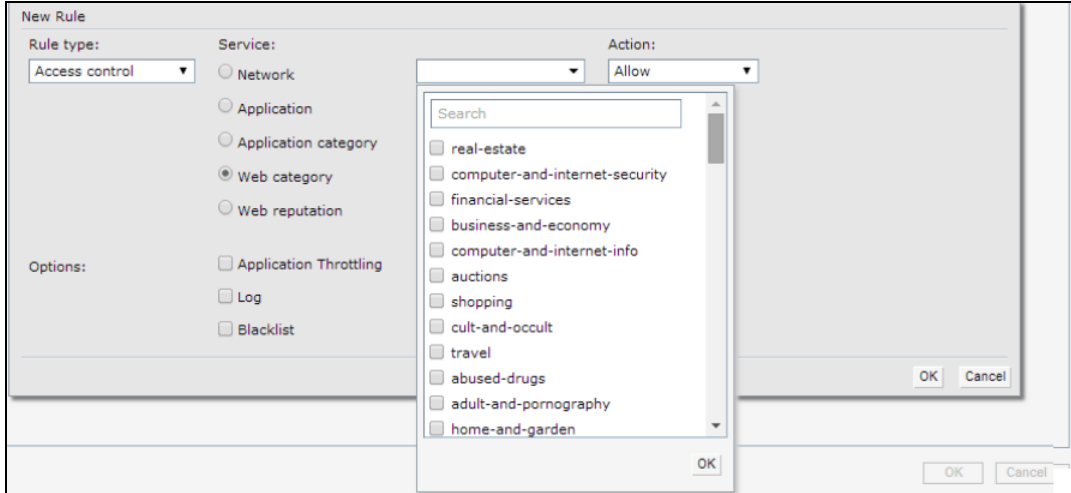 New Rule
Rule type:
Service:
Action:
Access control
Network
Allow
Application
Application category
Web category
Web reputation
Search
real-estate
computer-and-internet-security
financial-services
business-and-economy
computer-and-internet-info
auctions
shopping
cult-and-occult
travel
abused-drugs
adult-and-pornography
home-and-garden
OK
Options:
Application Throttling
Log
Blacklist
OK
Cancel
OK
Cancel